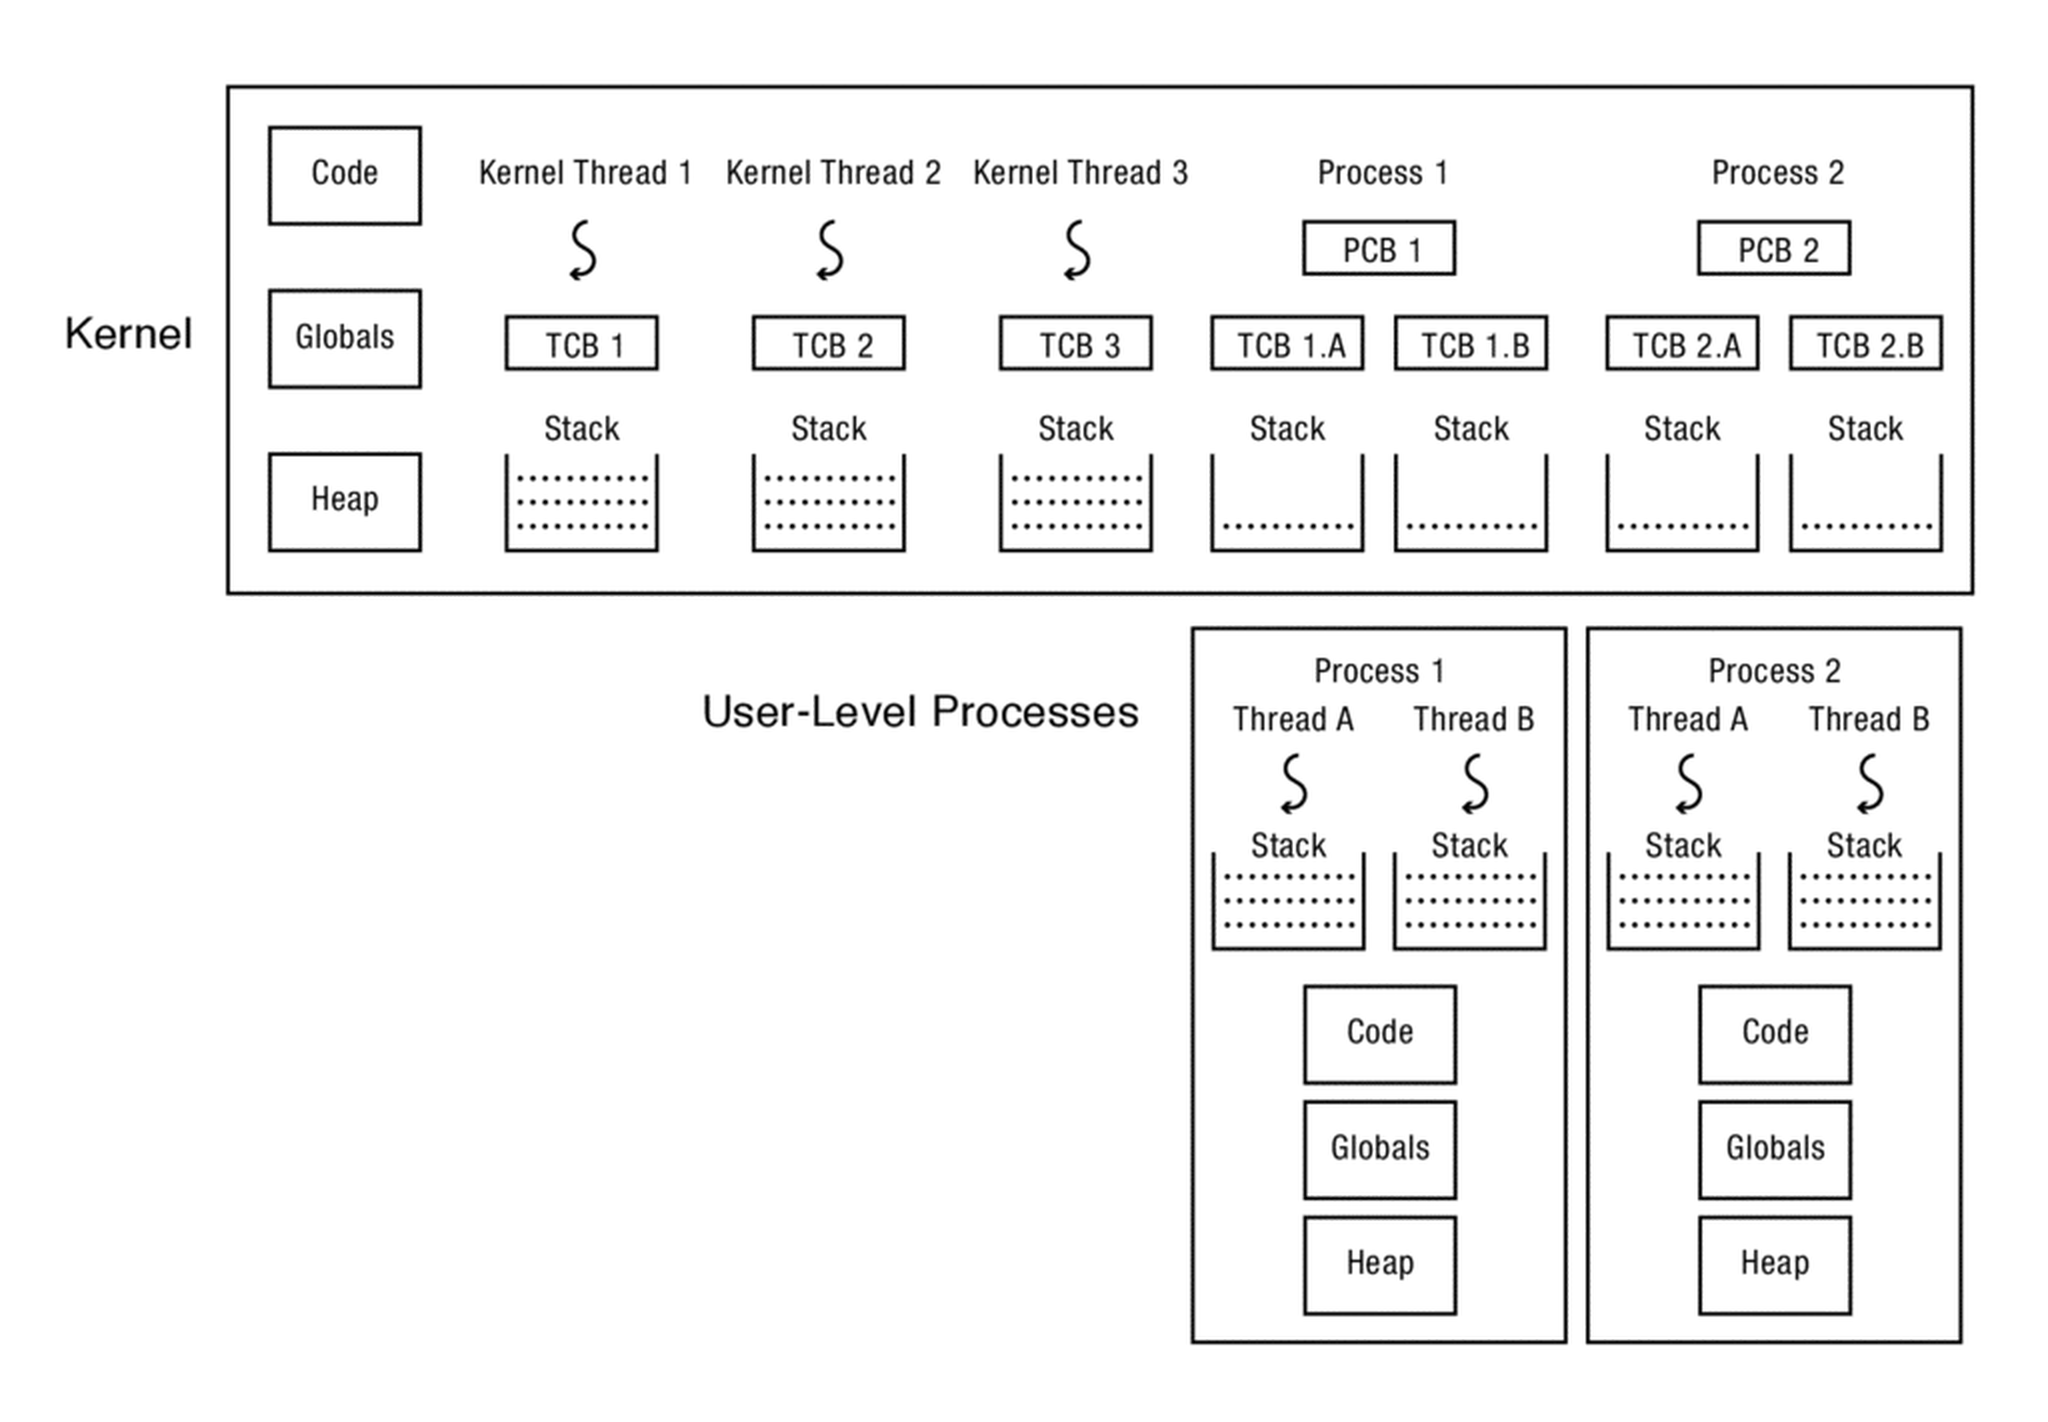 Kernel
Code
Globals
Heap
Kernel Thread 1
TCB 1
Stack
Kernel Thread 2
TCB 2
Stack
Kernel Thread 3
TCB 3
Stack
Process 1
PCB 1
TCB 1.A
TCB 1.B
Stack
Stack
Process 2
PCB 2
TCB 2.A
TCB 2.B
Stack
Stack
User-Level Processes
Process 1
Thread A
Thread B
Stack
Stack
Code
Globals
Heap
Process 2
Thread A
Thread B
Stack
Stack
Code
Globals
Heap